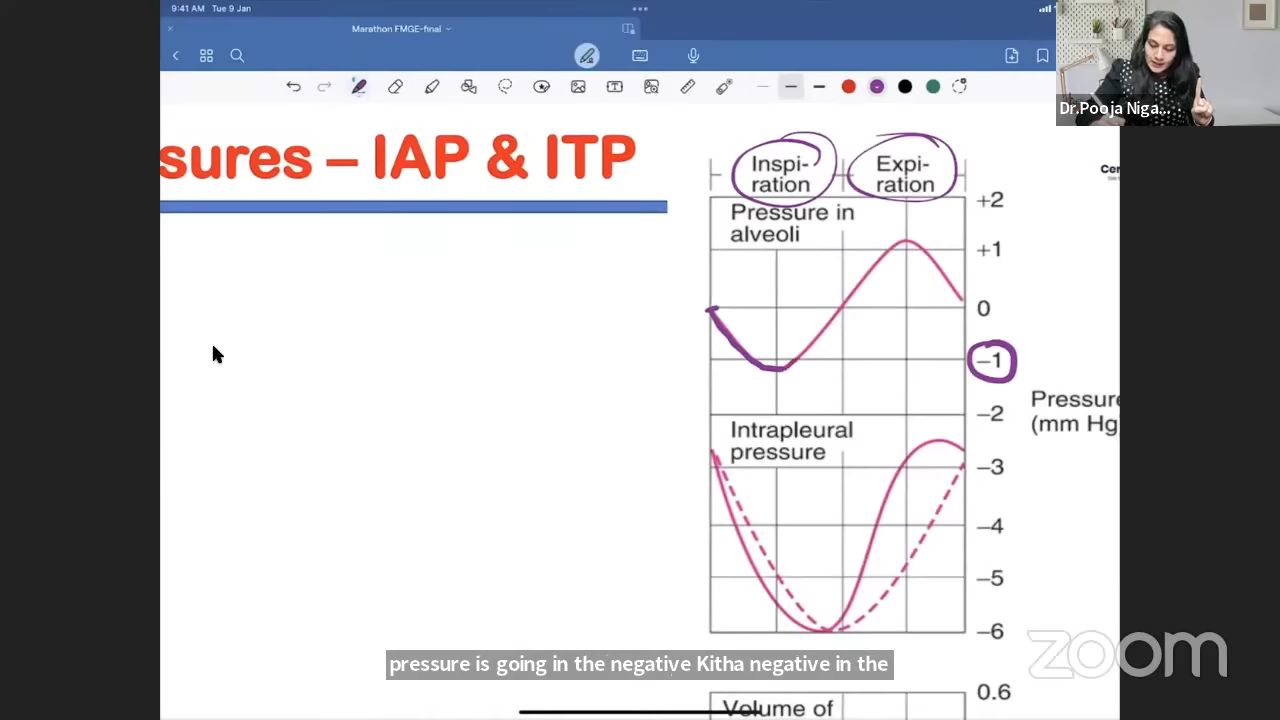 9:41 AM Tue 9 Jan
Marathon FMGE-final
Dr.Pooja Niga...
sures – IAP & ITP
Inspi-
ration
Expi-
ration
Cer
Pressure in
alveoli
+2
+1
0
–1
–2
Pressure
(mm Hg
Intrapleural
pressure
–3
–4
–5
–6
pressure is going in the negative Kitha negative in the
zoom
0.6
Volume of